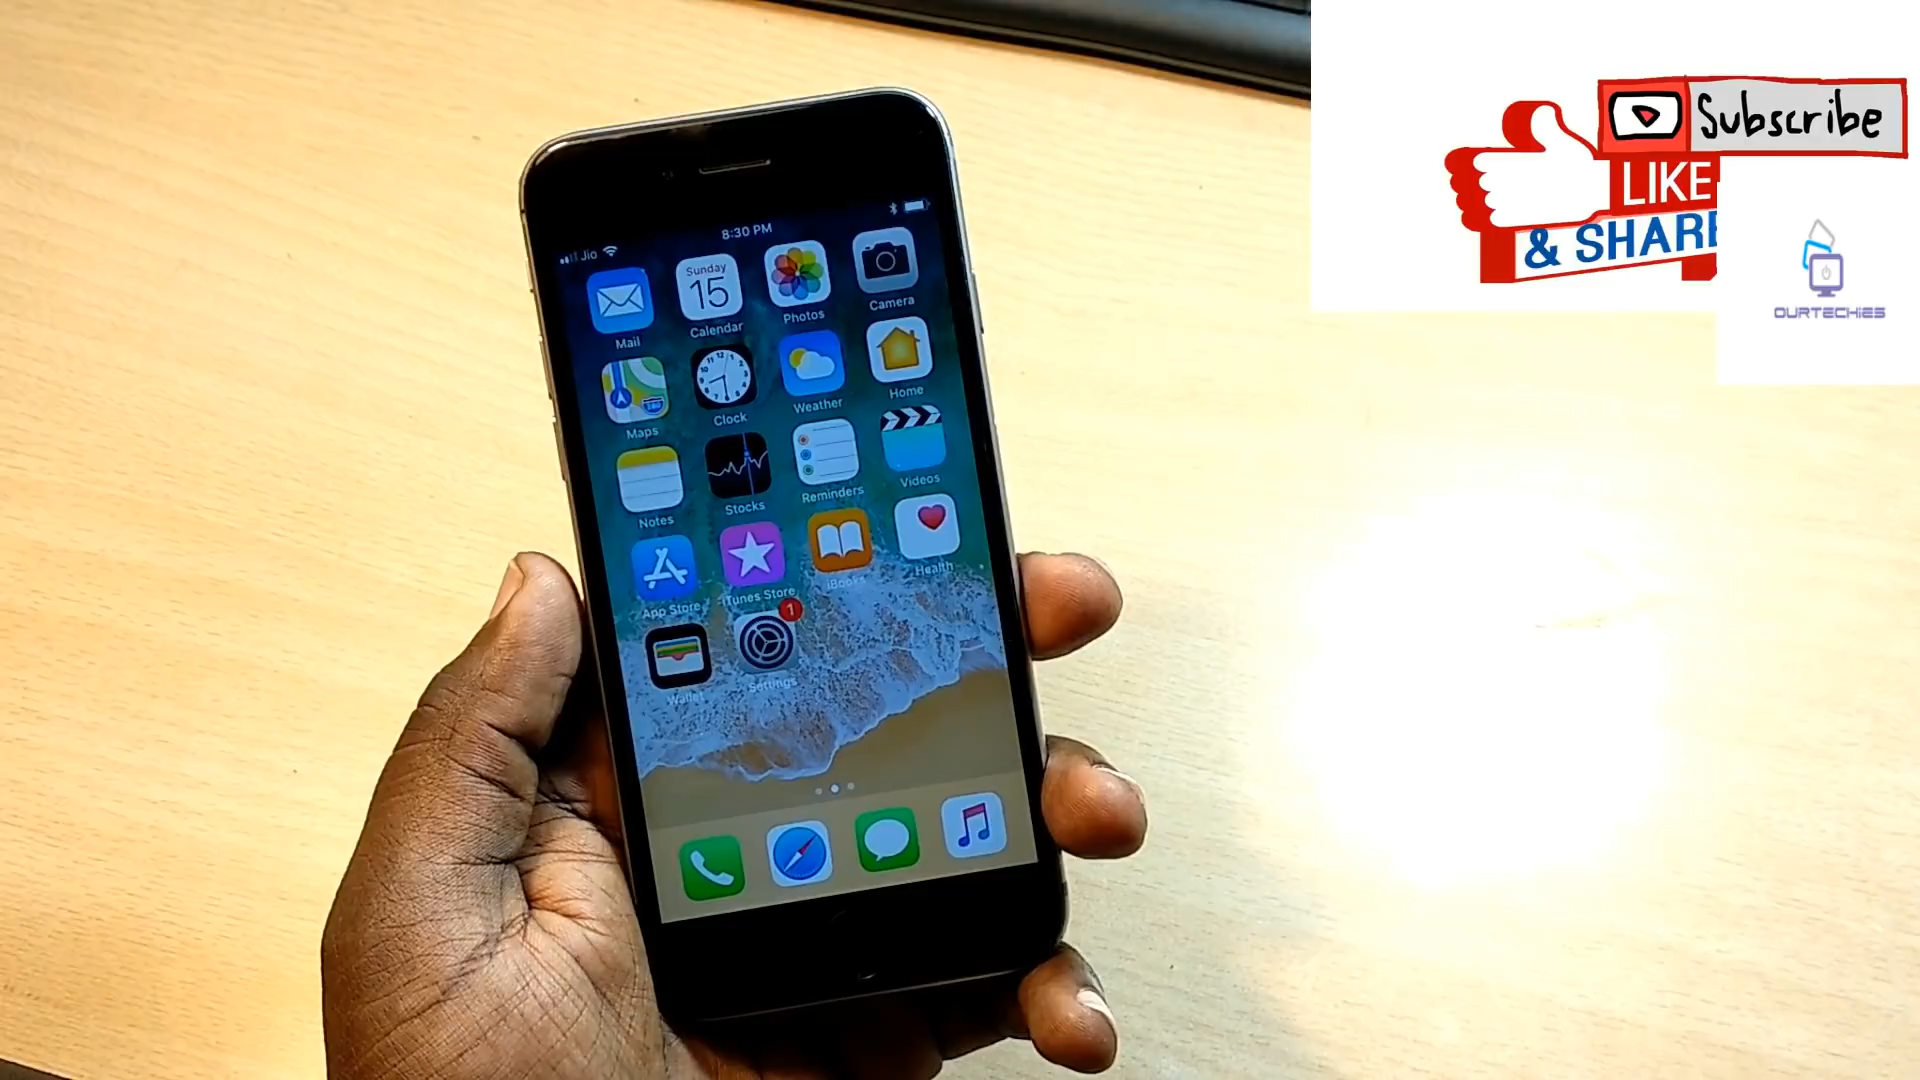 Subscribe
LIKE
& SHARE
OURTECHIES
Jio
8:30 PM
Mail
Sunday
15
Calendar
Photos
Camera
Maps
Clock
Weather
Home
Notes
Stocks
Reminders
Videos
App Store
iTunes Store
iBooks
Health
1
Wallet
Settings